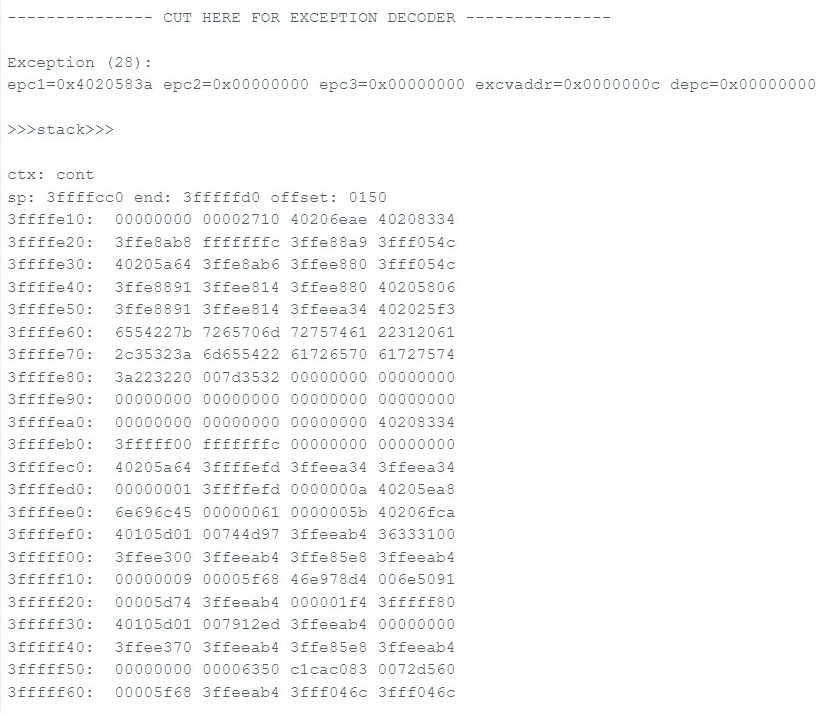 --------------- CUT HERE FOR EXCEPTION DECODER ---------------
Exception (28):
epc1=0x4020583a epc2=0x00000000 epc3=0x00000000 excvaddr=0x0000000c depc=0x00000000
>>>stack>>>
ctx: cont
sp: 3ffffcc0 end: 3fffffd0 offset: 0150
3ffffe10:  00000000 00002710 40206eae 40208334
3ffffe20:  3ffe8ab8 fffffffc 3ffe88a9 3fff054c
3ffffe30:  40205a64 3ffe8ab6 3ffee880 3fff054c
3ffffe40:  3ffe8891 3ffee814 3ffee880 40205806
3ffffe50:  3ffe8891 3ffee814 3ffeea34 402025f3
3ffffe60:  6554227b 7265706d 72757461 22312061
3ffffe70:  2c35323a 6d655422 61726570 61727574
3ffffe80:  3a223220 007d3532 00000000 00000000
3ffffe90:  00000000 00000000 00000000 00000000
3ffffea0:  00000000 00000000 00000000 40208334
3ffffeb0:  3fffff00 fffffffc 00000000 00000000
3ffffec0:  40205a64 3ffffefd 3ffeea34 3ffeea34
3ffffed0:  00000001 3ffffefd 0000000a 40205ea8
3ffffee0:  6e696c45 00000061 0000005b 40206fca
3ffffef0:  40105d01 00744d97 3ffeeab4 36333100
3fffff00:  3ffee300 3ffeeab4 3ffe85e8 3ffeeab4
3fffff10:  00000009 00005f68 46e978d4 006e5091
3fffff20:  00005d74 3ffeeab4 000001f4 3fffff80
3fffff30:  40105d01 007912ed 3ffeeab4 00000000
3fffff40:  3ffee370 3ffeeab4 3ffe85e8 3ffeeab4
3fffff50:  00000000 00006350 c1cac083 0072d560
3fffff60:  00005f68 3ffeeab4 3fff046c 3fff046c